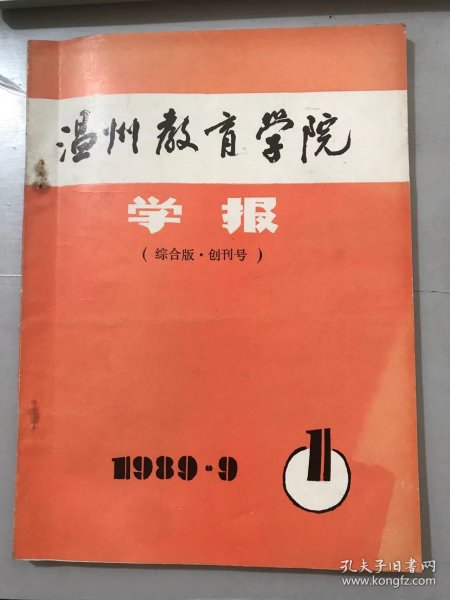 温州教育学院
学报
（综合版·创刊号）
1989·9
1
孔夫子旧书网
www.kongfz.com